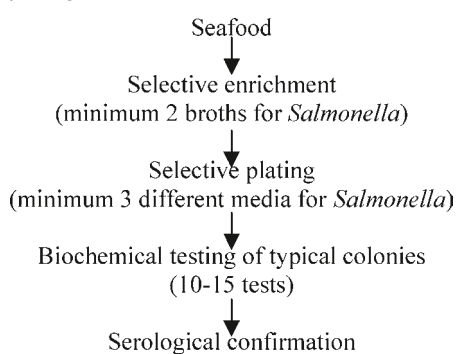 Seafood
Selective enrichment
(minimum 2 broths for Salmonella)
Selective plating
(minimum 3 different media for Salmonella)
Biochemical testing of typical colonies
(10-15 tests)
Serological confirmation